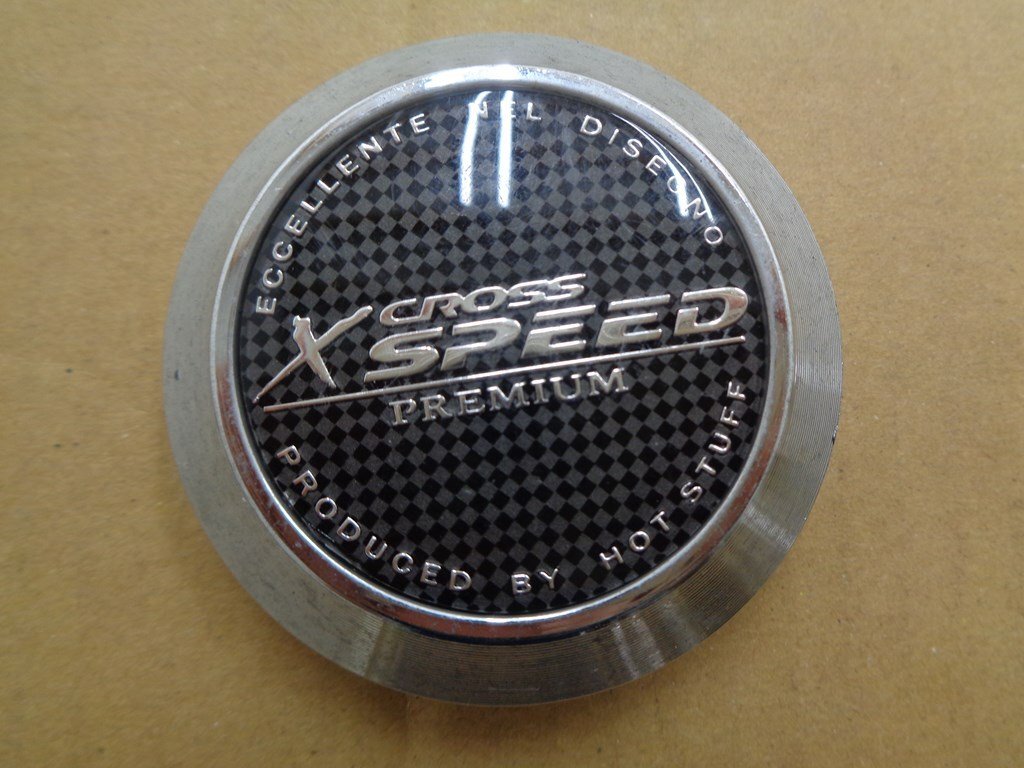 ECCELLENTE NEL DISEGNO
X CROSS
SPEED
PREMIUM
PRODUCED BY HOT STUFF